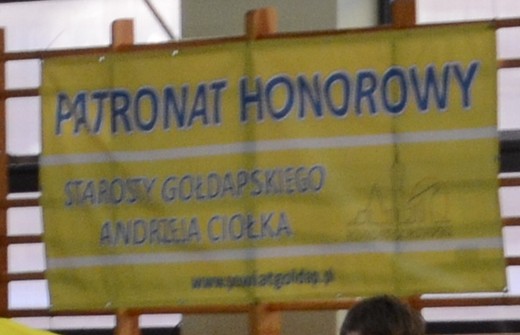 PATRONAT HONOROWY
STAROSTY GOŁDAPSKIEGO
ANDRZEJA CIOŁKA
www.powiatgoldap.pl